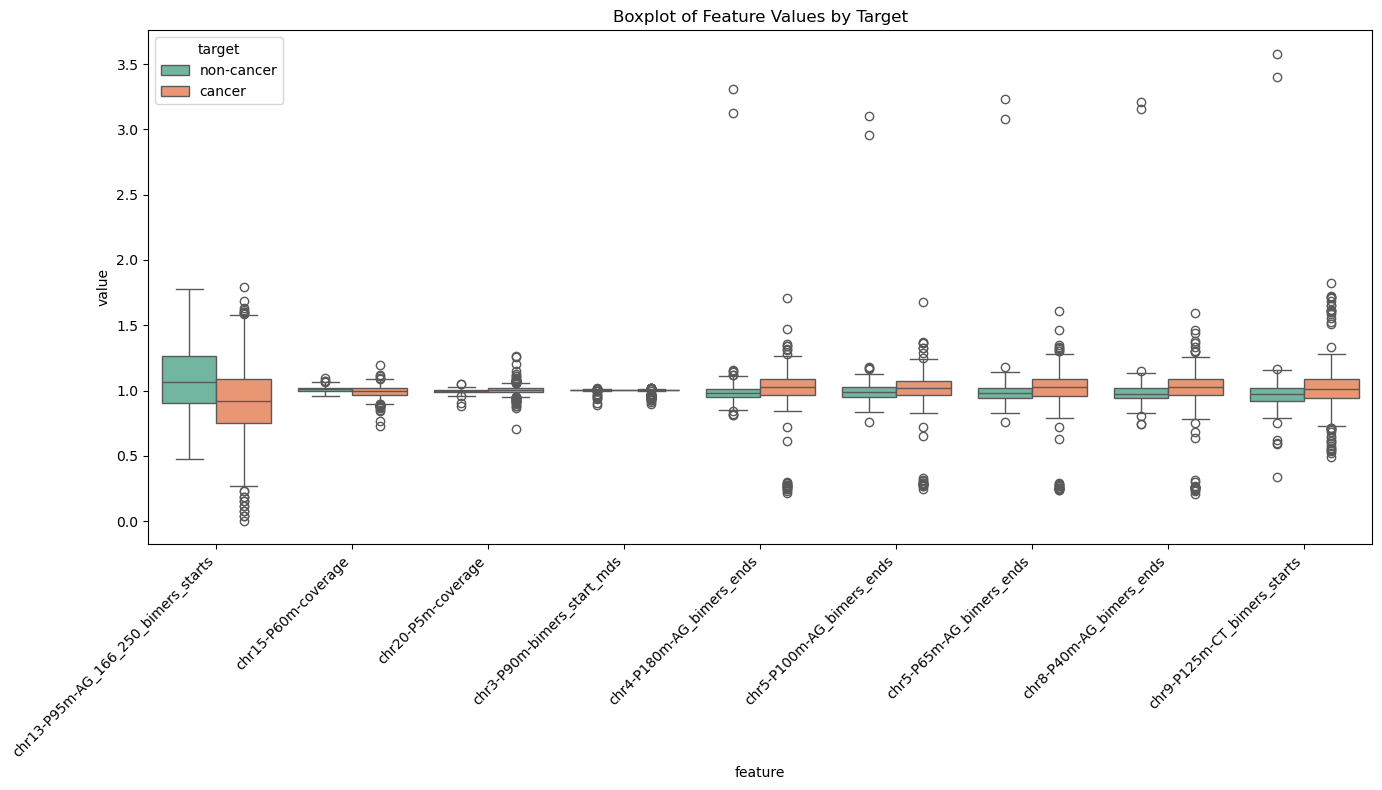 Boxplot of Feature Values by Target
target
non-cancer
cancer
value
3.5
3.0
2.5
2.0
1.5
1.0
0.5
0.0
chr13-P95m-AG_166_250_bimers_starts
chr15-P60m-coverage
chr20-P5m-coverage
chr3-P90m-bimers_start_mds
chr4-P180m-AG_bimers_ends
chr5-P100m-AG_bimers_ends
chr5-P65m-AG_bimers_ends
chr8-P40m-AG_bimers_ends
chr9-P125m-CT_bimers_starts
feature